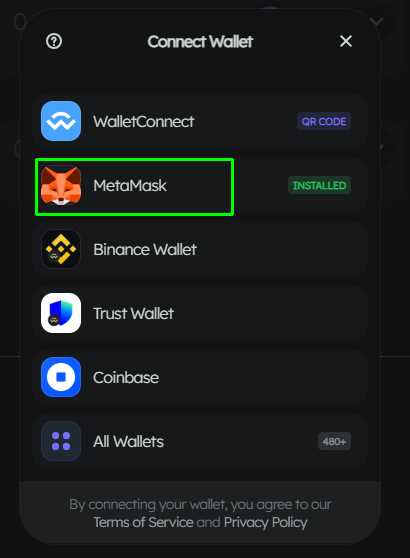 Connect Wallet
WalletConnect QR CODE
MetaMask INSTALLED
Binance Wallet
Trust Wallet
Coinbase
All Wallets 480+
By connecting your wallet, you agree to our
Terms of Service and Privacy Policy